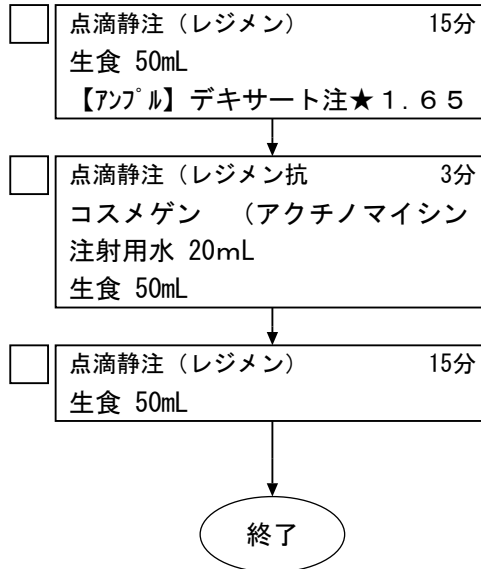 点滴静注（レジメン） 15分
生食 50mL
【ｱﾝﾌﾟﾙ】デキサート注★１.６５
点滴静注（レジメン抗 3分
コスメゲン （アクチノマイシン
注射用水 20ｍL
生食 50mL
点滴静注（レジメン） 15分
生食 50mL
終了